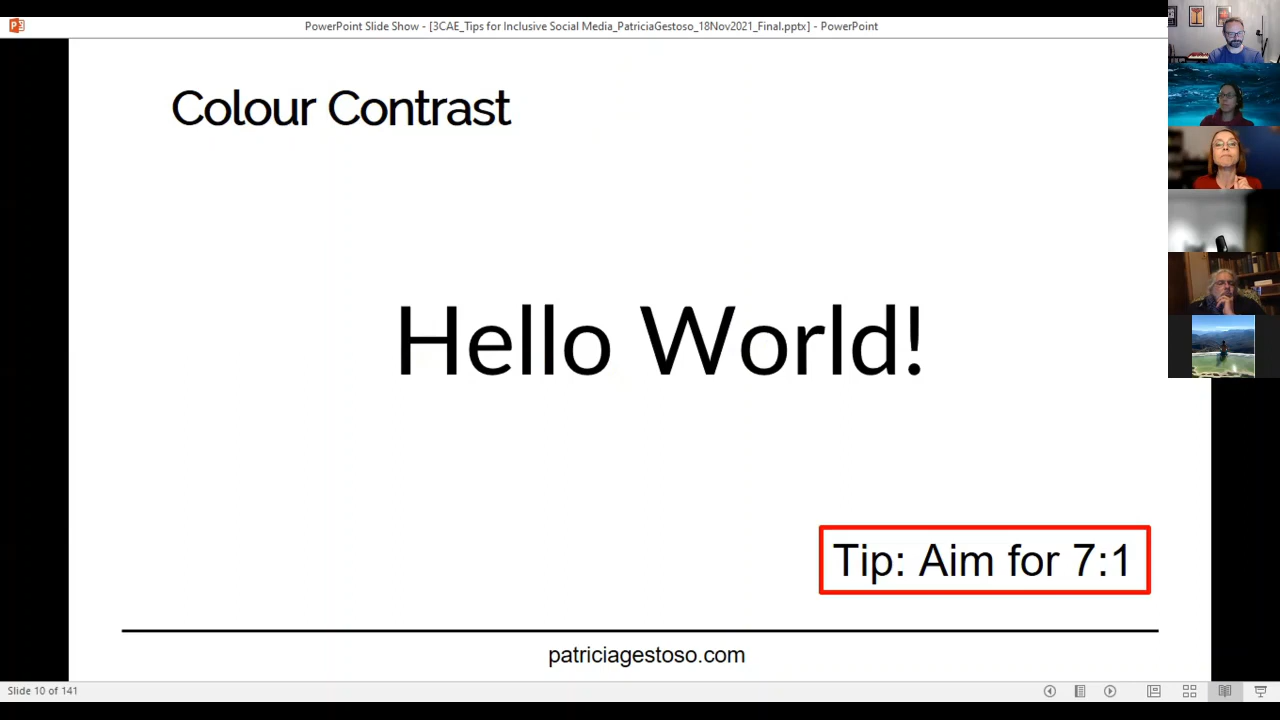 PowerPoint Slide Show - [3CAE_Tips for Inclusive Social Media_PatriciaGestoso_18Nov2021_Final.pptx] - PowerPoint
Colour Contrast
Hello World!
Tip: Aim for 7:1
patriciagestoso.com
Slide 10 of 141